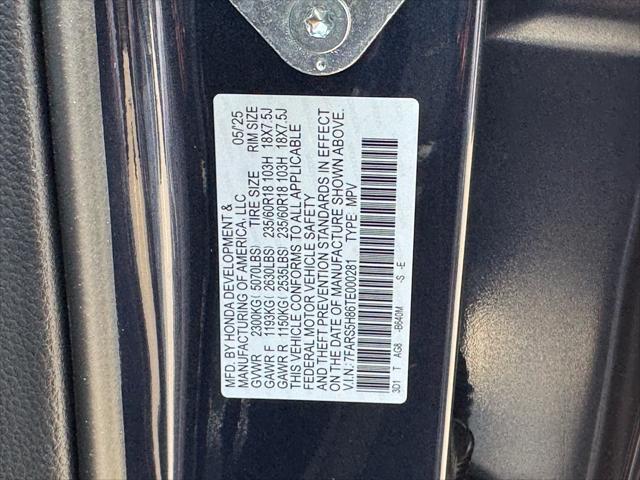 MFD. BY HONDA DEVELOPMENT & 05/'25
MANUFACTURING OF AMERICA, LLC
GVWR 2300KG ( 5070LBS) TIRE SIZE RIM SIZE
GAWR F 1193KG ( 2630LBS) 235/60R18 103H 18X7.5J
GAWR R 1150KG ( 2535LBS) 235/60R18 103H 18X7.5J
THIS VEHICLE CONFORMS TO ALL APPLICABLE
FEDERAL MOTOR VEHICLE SAFETY
AND THEFT PREVENTION STANDARDS IN EFFECT
ON THE DATE OF MANUFACTURE SHOWN ABOVE.
V.I.N. 7FARS5H86TE000281 TYPE MPV
3D1 T AG8 -B640M -S -E